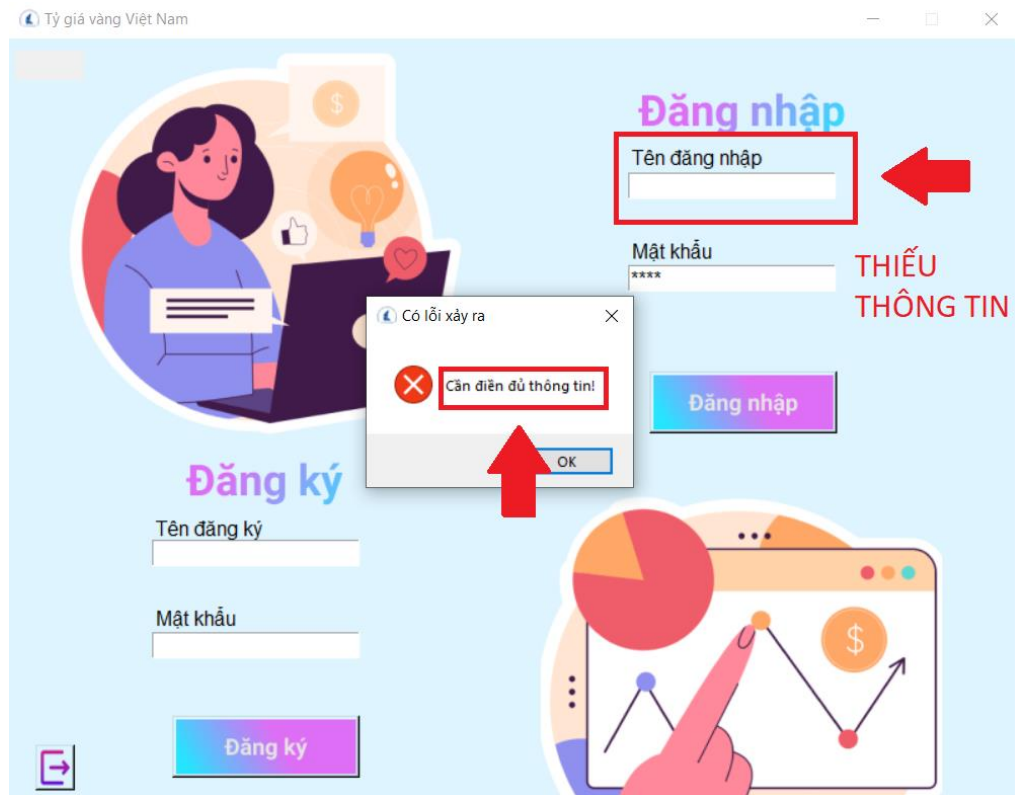 Tỷ giá vàng Việt Nam
Đăng nhập
Tên đăng nhập
Mật khẩu
****
THIẾU
THÔNG TIN
Có lỗi xảy ra
Cần điền đủ thông tin!
OK
Đăng nhập
Đăng ký
Tên đăng ký
Mật khẩu
Đăng ký
$
$